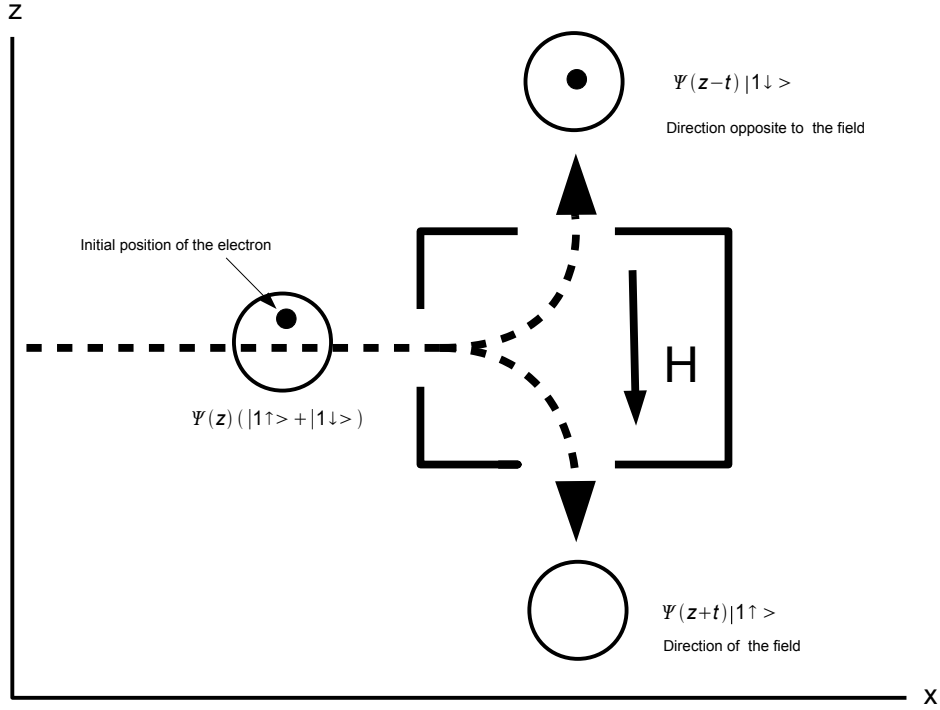 z
Ψ(z−t)|1↓>
Direction opposite to the field
Initial position of the electron
H
Ψ(z)(|1↑>+|1↓>)
Ψ(z+t)|1↑>
Direction of the field
x